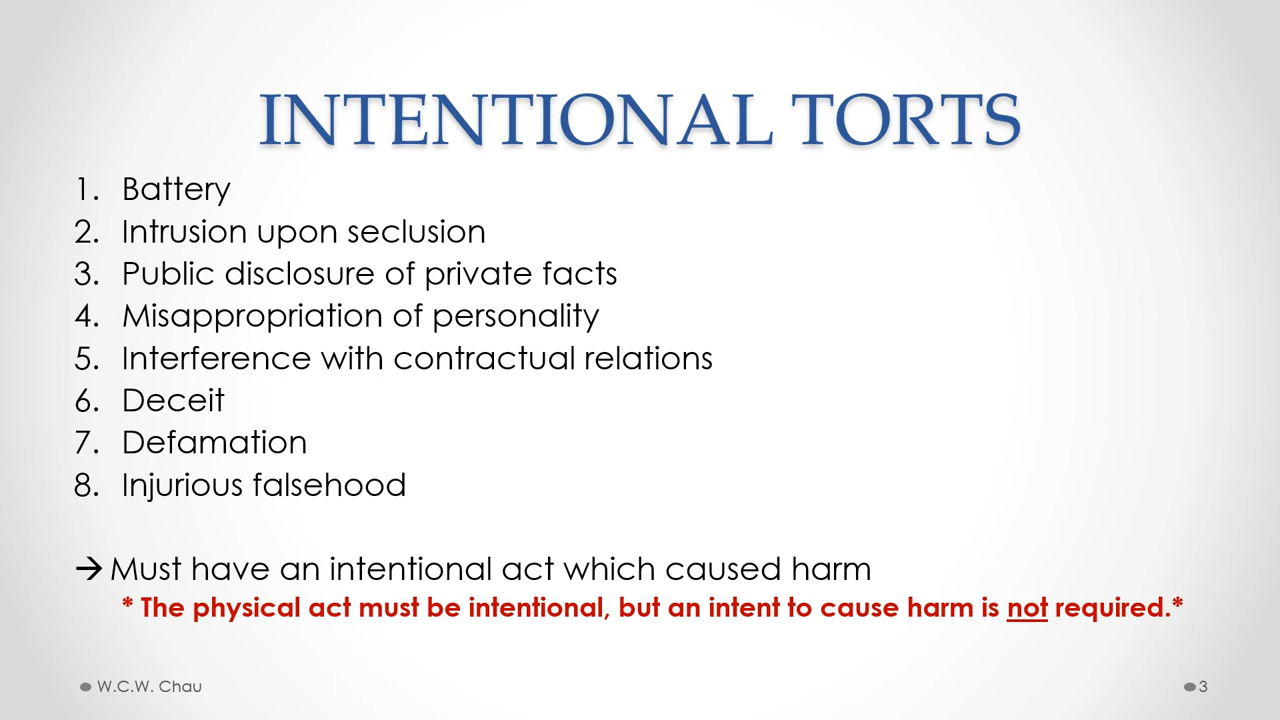 INTENTIONAL TORTS
1. Battery
2. Intrusion upon seclusion
3. Public disclosure of private facts
4. Misappropriation of personality
5. Interference with contractual relations
6. Deceit
7. Defamation
8. Injurious falsehood
→ Must have an intentional act which caused harm
* The physical act must be intentional, but an intent to cause harm is not required.*
W.C.W. Chau
3